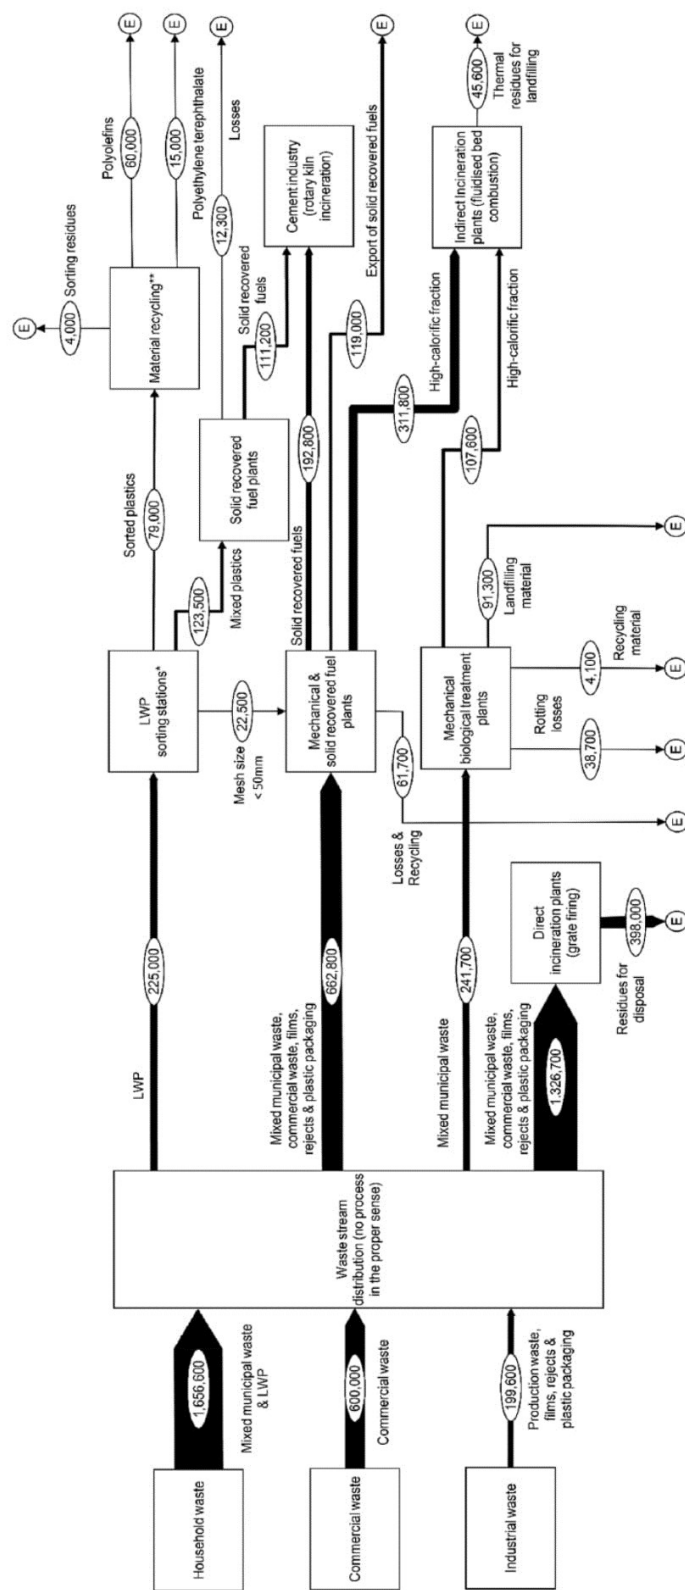 Household waste
1,656,600
Mixed municipal waste
& LWP
Commercial waste
600,000
Commercial waste
Industrial waste
199,600
Production waste,
films, rejects &
plastic packaging
Waste stream
distribution (no process
in the proper sense)
LWP
225,000
Mixed municipal waste,
commercial waste, films,
rejects & plastic packaging
662,800
Mixed municipal waste
241,700
Mixed municipal waste,
commercial waste, films,
rejects & plastic packaging
1,326,700
Direct
incineration plants
(grate firing)
398,000
Residues for
disposal
E
LWP
sorting stations*
Sorted plastics
79,000
123,500
Mixed plastics
22,500
Mesh size
< 50mm
Mechanical &
solid recovered fuel
plants
61,700
Losses &
Recycling
E
Solid recovered fuels
192,800
119,000
Export of solid recovered fuels
E
311,800
High-calorific fraction
Mechanical
biological treatment
plants
38,700
Rotting
losses
E
4,100
Recycling
material
E
91,300
Landfilling
material
E
107,600
High-calorific fraction
Material recycling**
4,000
Sorting residues
E
Polyolefins
60,000
E
15,000
Polyethylene terephthalate
E
Solid recovered
fuel plants
12,300
Losses
E
Solid recovered
fuels
111,200
Cement industry
(rotary kiln
incineration)
Indirect incineration
plants (fluidised bed
combustion)
45,600
Thermal
residues for
landfilling
E